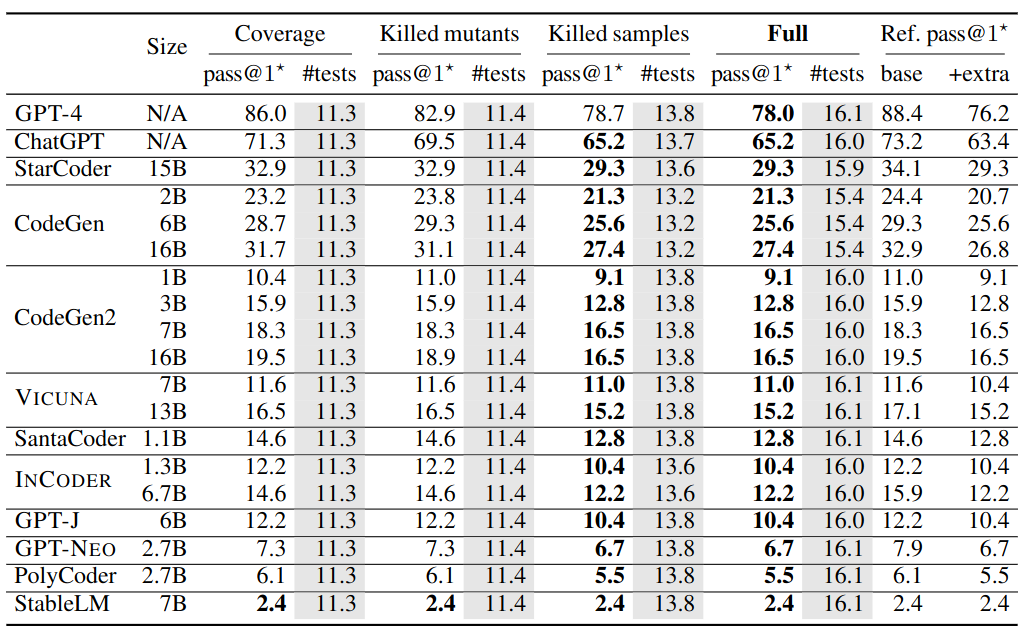 Size Coverage Killed mutants Killed samples Full Ref. pass@1⋆
pass@1⋆ #tests pass@1⋆ #tests pass@1⋆ #tests pass@1⋆ #tests base +extra
GPT-4 N/A 86.0 11.3 82.9 11.4 78.7 13.8 78.0 16.1 88.4 76.2
ChatGPT N/A 71.3 11.3 69.5 11.4 65.2 13.7 65.2 16.0 73.2 63.4
StarCoder 15B 32.9 11.3 32.9 11.4 29.3 13.6 29.3 15.9 34.1 29.3
2B 23.2 11.3 23.8 11.4 21.3 13.2 21.3 15.4 24.4 20.7
CodeGen 6B 28.7 11.3 29.3 11.4 25.6 13.2 25.6 15.4 29.3 25.6
16B 31.7 11.3 31.1 11.4 27.4 13.2 27.4 15.4 32.9 26.8
1B 10.4 11.3 11.0 11.4 9.1 13.8 9.1 16.0 11.0 9.1
CodeGen2 3B 15.9 11.3 15.9 11.4 12.8 13.8 12.8 16.0 15.9 12.8
7B 18.3 11.3 18.3 11.4 16.5 13.8 16.5 16.0 18.3 16.5
16B 19.5 11.3 18.9 11.4 16.5 13.8 16.5 16.0 19.5 16.5
VICUNA 7B 11.6 11.3 11.6 11.4 11.0 13.8 11.0 16.1 11.6 10.4
13B 16.5 11.3 16.5 11.4 15.2 13.8 15.2 16.1 17.1 15.2
SantaCoder 1.1B 14.6 11.3 14.6 11.4 12.8 13.8 12.8 16.1 14.6 12.8
INCODER 1.3B 12.2 11.3 12.2 11.4 10.4 13.6 10.4 16.0 12.2 10.4
6.7B 14.6 11.3 14.6 11.4 12.2 13.6 12.2 16.0 15.9 12.2
GPT-J 6B 12.2 11.3 12.2 11.4 10.4 13.8 10.4 16.0 12.2 10.4
GPT-NEO 2.7B 7.3 11.3 7.3 11.4 6.7 13.8 6.7 16.1 7.9 6.7
PolyCoder 2.7B 6.1 11.3 6.1 11.4 5.5 13.8 5.5 16.1 6.1 5.5
StableLM 7B 2.4 11.3 2.4 11.4 2.4 13.8 2.4 16.1 2.4 2.4